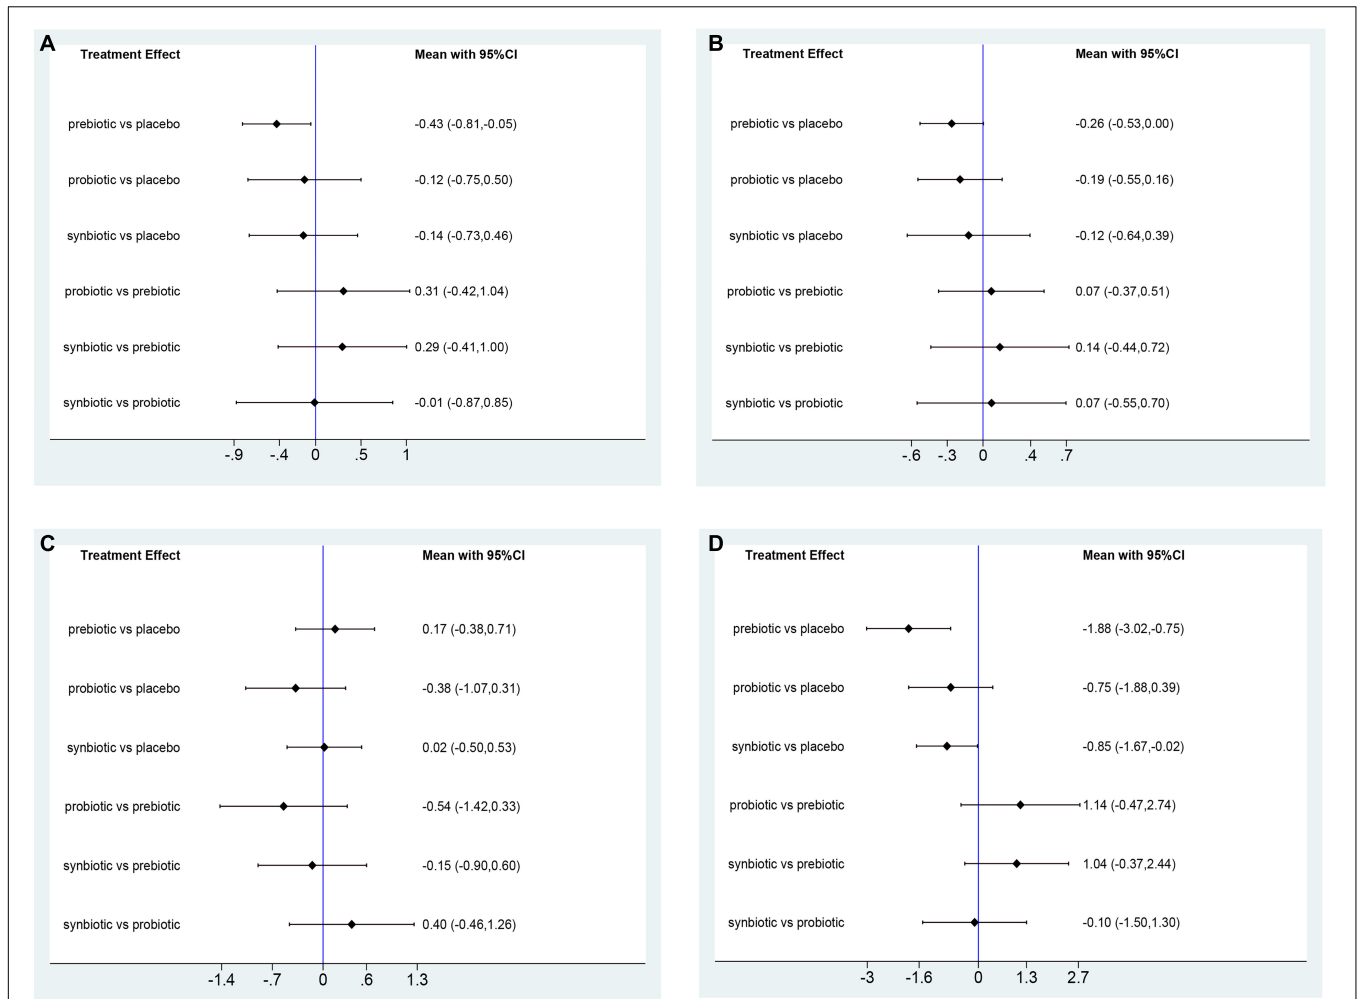 A
Treatment Effect Mean with 95%CI
prebiotic vs placebo -0.43 (-0.81,-0.05)
probiotic vs placebo -0.12 (-0.75,0.50)
synbiotic vs placebo -0.14 (-0.73,0.46)
probiotic vs prebiotic 0.31 (-0.42,1.04)
synbiotic vs prebiotic 0.29 (-0.41,1.00)
synbiotic vs probiotic -0.01 (-0.87,0.85)
-.9 -.4 0 .5 1
B
Treatment Effect Mean with 95%CI
prebiotic vs placebo -0.26 (-0.53,0.00)
probiotic vs placebo -0.19 (-0.55,0.16)
synbiotic vs placebo -0.12 (-0.64,0.39)
probiotic vs prebiotic 0.07 (-0.37,0.51)
synbiotic vs prebiotic 0.14 (-0.44,0.72)
synbiotic vs probiotic 0.07 (-0.55,0.70)
-.6 -.3 0 .4 .7
C
Treatment Effect Mean with 95%CI
prebiotic vs placebo 0.17 (-0.38,0.71)
probiotic vs placebo -0.38 (-1.07,0.31)
synbiotic vs placebo 0.02 (-0.50,0.53)
probiotic vs prebiotic -0.54 (-1.42,0.33)
synbiotic vs prebiotic -0.15 (-0.90,0.60)
synbiotic vs probiotic 0.40 (-0.46,1.26)
-1.4 -.7 0 .6 1.3
D
Treatment Effect Mean with 95%CI
prebiotic vs placebo -1.88 (-3.02,-0.75)
probiotic vs placebo -0.75 (-1.88,0.39)
synbiotic vs placebo -0.85 (-1.67,-0.02)
probiotic vs prebiotic 1.14 (-0.47,2.74)
synbiotic vs prebiotic 1.04 (-0.37,2.44)
synbiotic vs probiotic -0.10 (-1.50,1.30)
-3 -1.6 0 1.3 2.7